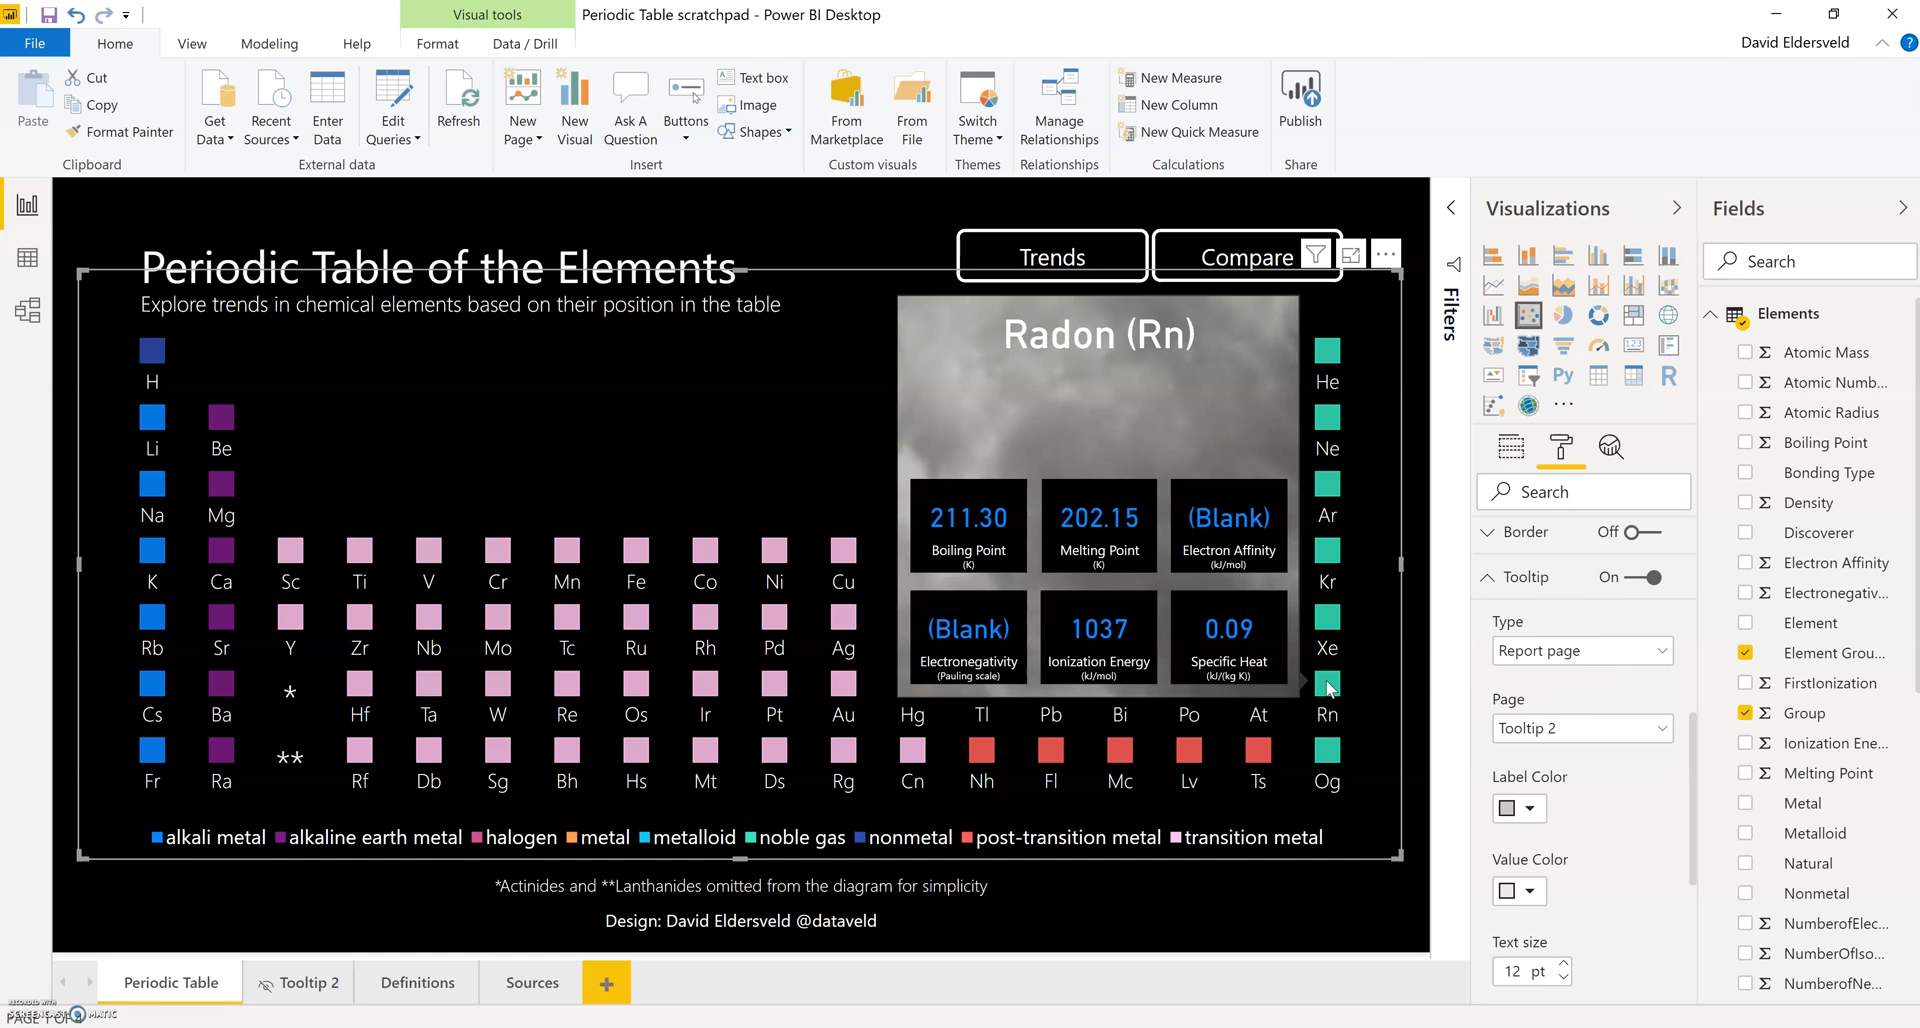 Visual tools
Periodic Table scratchpad - Power BI Desktop
File Home View Modeling Help Format Data / Drill
David Eldersveld
Paste
Cut
Copy
Format Painter
Clipboard
Get Data
Recent Sources
Enter Data
Edit Queries
Refresh
External data
New Page
New Visual
Ask A Question
Buttons
Text box
Image
Shapes
Insert
From Marketplace
From File
Custom visuals
Switch Theme
Themes
Manage Relationships
Relationships
New Measure
New Column
New Quick Measure
Calculations
Publish
Share
Periodic Table of the Elements
Explore trends in chemical elements based on their position in the table
Trends
Compare
Radon (Rn)
211.30
Boiling Point
(K)
202.15
Melting Point
(K)
(Blank)
Electron Affinity
(kJ/mol)
(Blank)
Electronegativity
(Pauling scale)
1037
Ionization Energy
(kJ/mol)
0.09
Specific Heat
(kJ/(kg K))
H He
Li Be Ne
Na Mg Ar
K Ca Sc Ti V Cr Mn Fe Co Ni Cu Kr
Rb Sr Y Zr Nb Mo Tc Ru Rh Pd Ag Xe
*
Cs Ba Hf Ta W Re Os Ir Pt Au Hg Tl Pb Bi Po At Rn
**
Fr Ra Rf Db Sg Bh Hs Mt Ds Rg Cn Nh Fl Mc Lv Ts Og
alkali metal alkaline earth metal halogen metal metalloid noble gas nonmetal post-transition metal transition metal
*Actinides and **Lanthanides omitted from the diagram for simplicity
Design: David Eldersveld @dataveld
Filters
Visualizations
123
Py
R
Search
Border Off
Tooltip On
Type
Report page
Page
Tooltip 2
Label Color
Value Color
Text size
12 pt
Fields
Search
Elements
Atomic Mass
Atomic Numb...
Atomic Radius
Boiling Point
Bonding Type
Density
Discoverer
Electron Affinity
Electronegativ...
Element
Element Grou...
FirstIonization
Group
Ionization Ene...
Melting Point
Metal
Metalloid
Natural
Nonmetal
NumberofElec...
NumberOfIso...
NumberofNe...
Periodic Table Tooltip 2 Definitions Sources +
RECORDED WITH
SCREENCAST MATIC
PAGE 1 OF 4